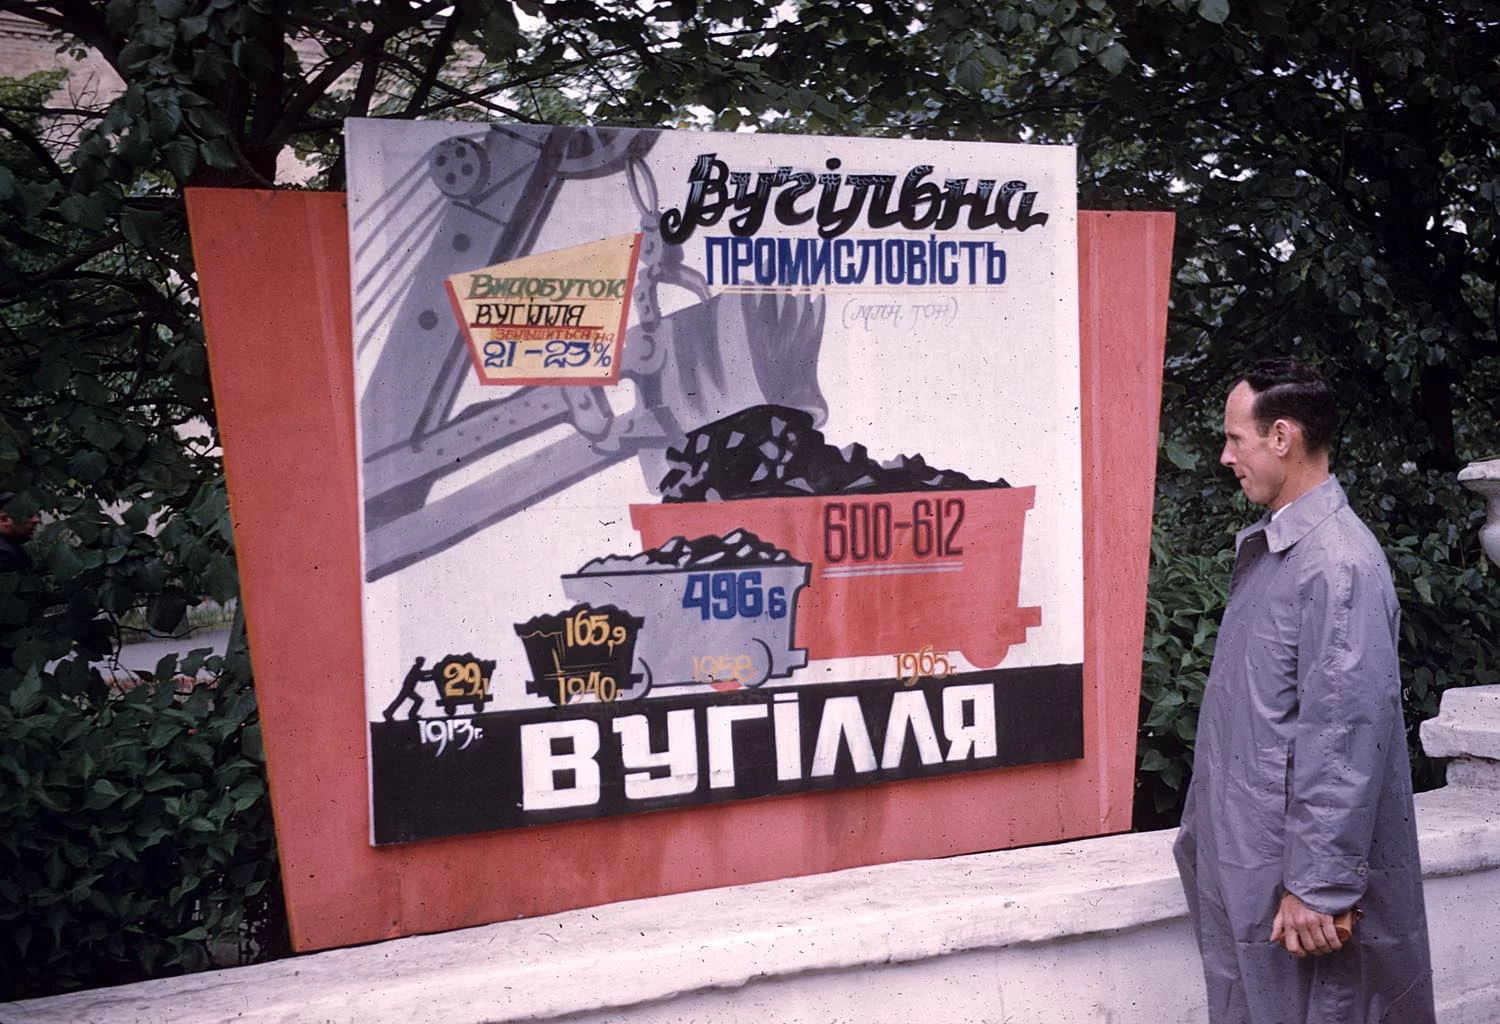 Вугільна
ПРОМИСЛОВІСТЬ
(млн. тон)
Видобуток
ВУГІЛЛЯ
ЗБІЛЬШИТЬСЯ НА
21-23%
600-612
496,6
165,9
29,1
1958
1965 г.
1940 г.
1913 г.
ВУГІЛЛЯ